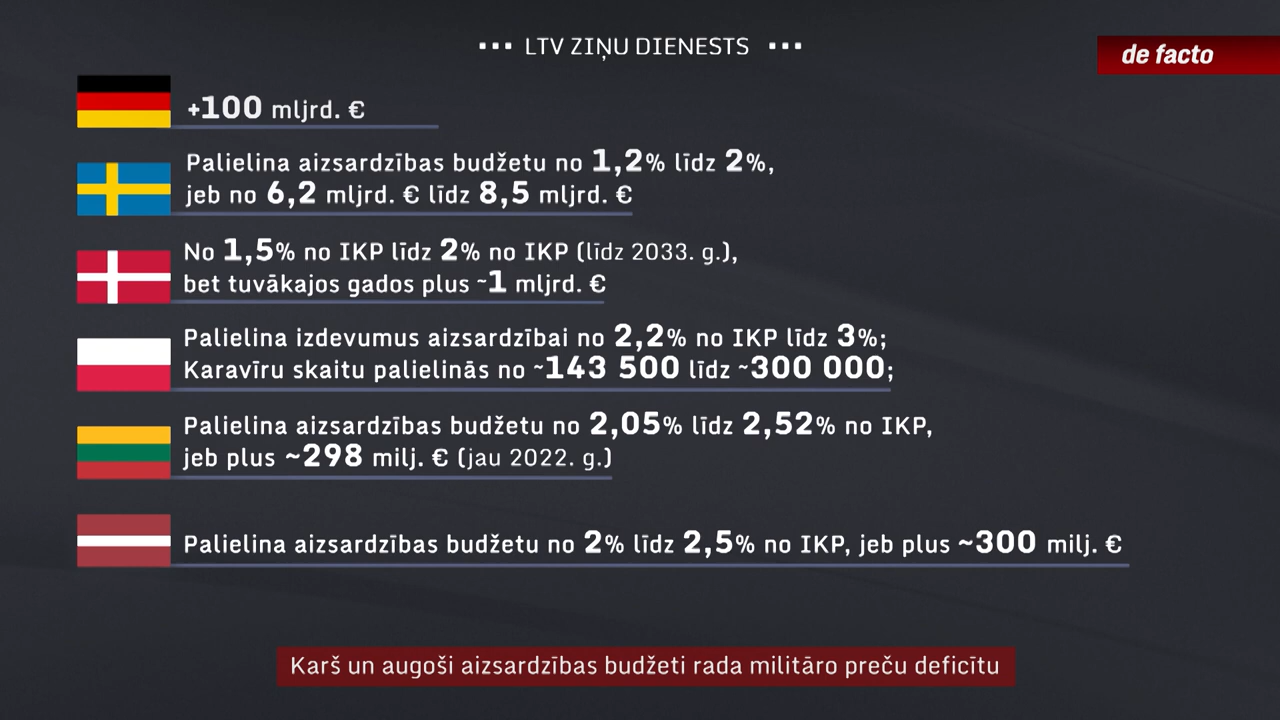 ▪▪▪ LTV ZIŅU DIENESTS ▪▪▪
de facto
+100 mljrd. €
Palielina aizsardzības budžetu no 1,2% līdz 2%,
jeb no 6,2 mljrd. € līdz 8,5 mljrd. €
No 1,5% no IKP līdz 2% no IKP (līdz 2033. g.),
bet tuvākajos gados plus ~1 mljrd. €
Palielina izdevumus aizsardzībai no 2,2% no IKP līdz 3%;
Karavīru skaitu palielinās no ~143 500 līdz ~300 000;
Palielina aizsardzības budžetu no 2,05% līdz 2,52% no IKP,
jeb plus ~298 milj. € (jau 2022. g.)
Palielina aizsardzības budžetu no 2% līdz 2,5% no IKP, jeb plus ~300 milj. €
Karš un augoši aizsardzības budžeti rada militāro preču deficītu